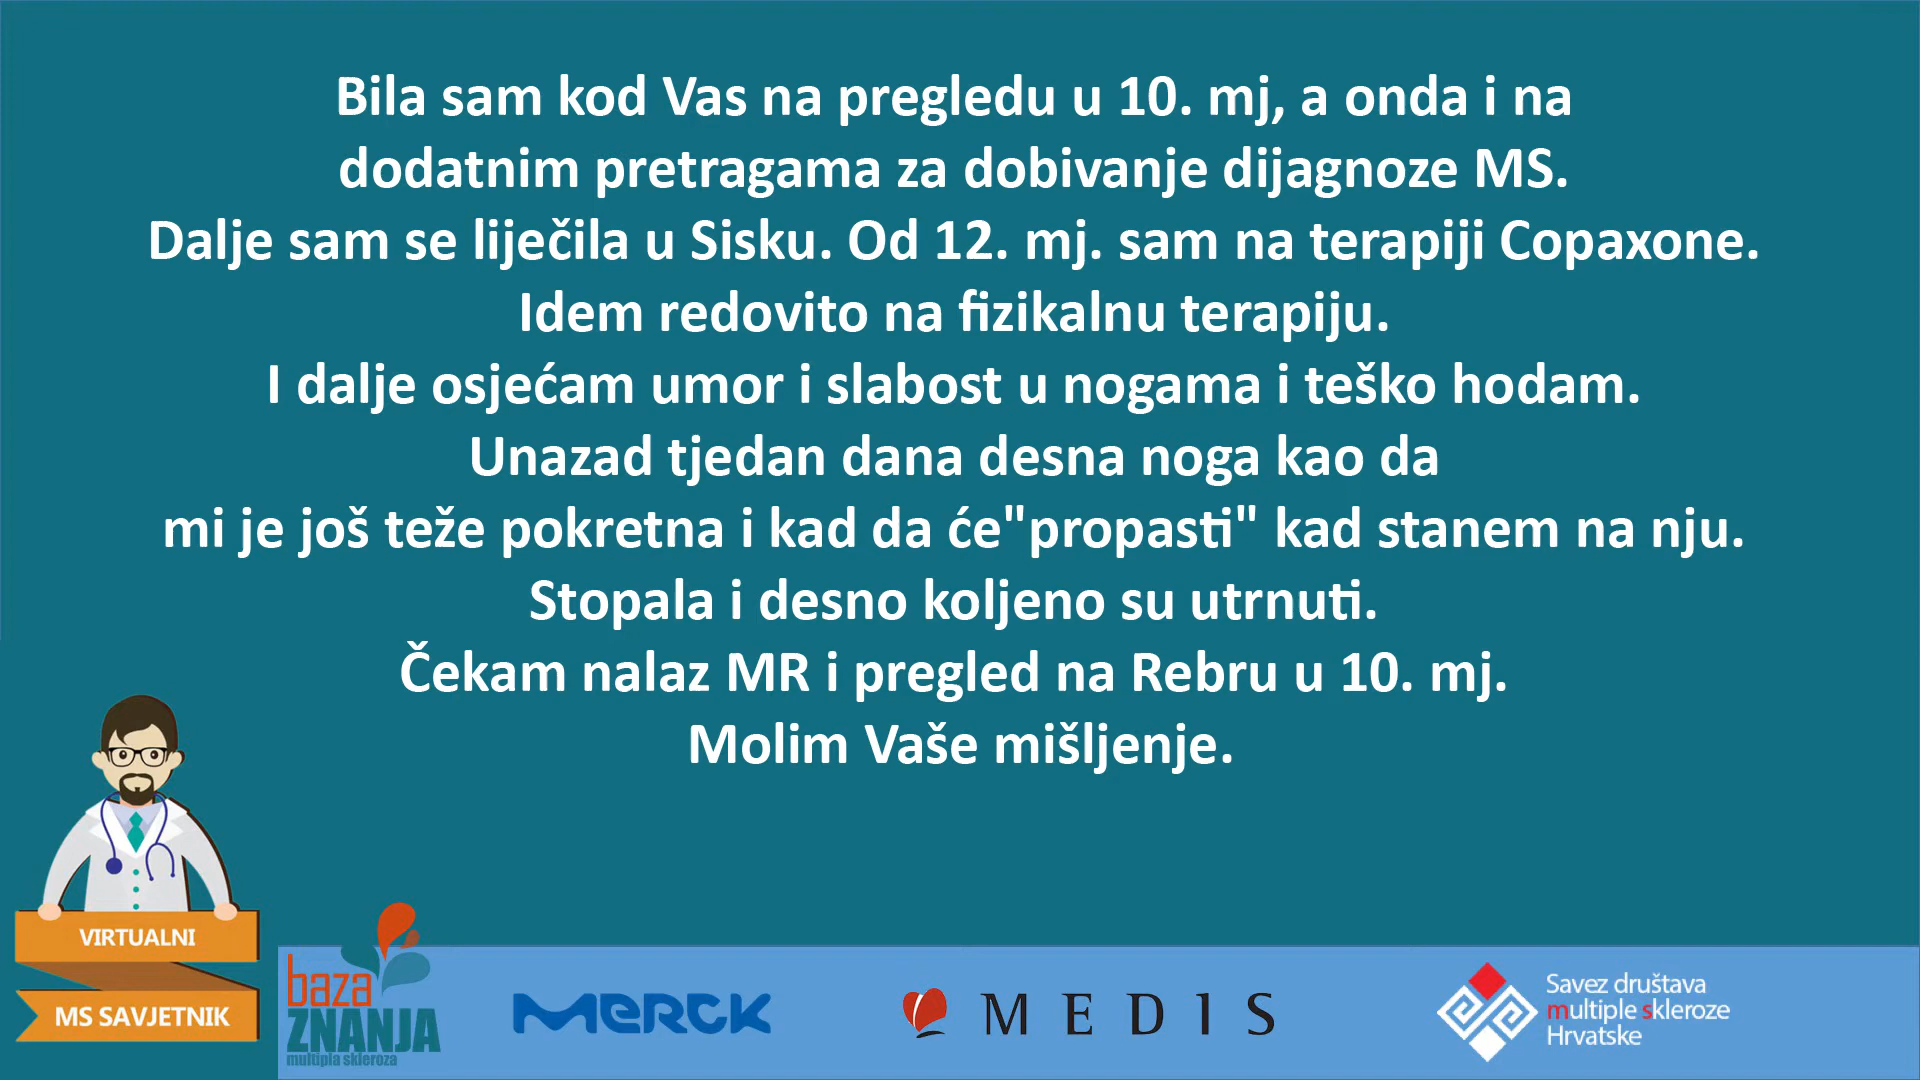 Bila sam kod Vas na pregledu u 10. mj, a onda i na
dodatnim pretragama za dobivanje dijagnoze MS.
Dalje sam se liječila u Sisku. Od 12. mj. sam na terapiji Copaxone.
Idem redovito na fizikalnu terapiju.
I dalje osjećam umor i slabost u nogama i teško hodam.
Unazad tjedan dana desna noga kao da
mi je još teže pokretna i kad da će"propasti" kad stanem na nju.
Stopala i desno koljeno su utrnuti.
Čekam nalaz MR i pregled na Rebru u 10. mj.
Molim Vaše mišljenje.
VIRTUALNI
MS SAVJETNIK
baza
ZNANJA
multipla skleroza
MERCK
MEDIS
Savez društava
multiple skleroze
Hrvatske